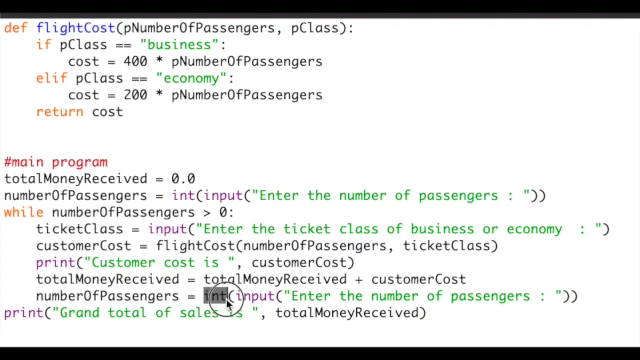 def flightCost(pNumberOfPassengers, pClass):
    if pClass == "business":
        cost = 400 * pNumberOfPassengers
    elif pClass == "economy":
        cost = 200 * pNumberOfPassengers
    return cost
#main program
totalMoneyReceived = 0.0
numberOfPassengers = int(input("Enter the number of passengers : "))
while numberOfPassengers > 0:
    ticketClass = input("Enter the ticket class of business or economy  : ")
    customerCost = flightCost(numberOfPassengers, ticketClass)
    print("Customer cost is ", customerCost)
    totalMoneyReceived = totalMoneyReceived + customerCost
    numberOfPassengers = int(input("Enter the number of passengers : "))
print("Grand total of sales is ", totalMoneyReceived)